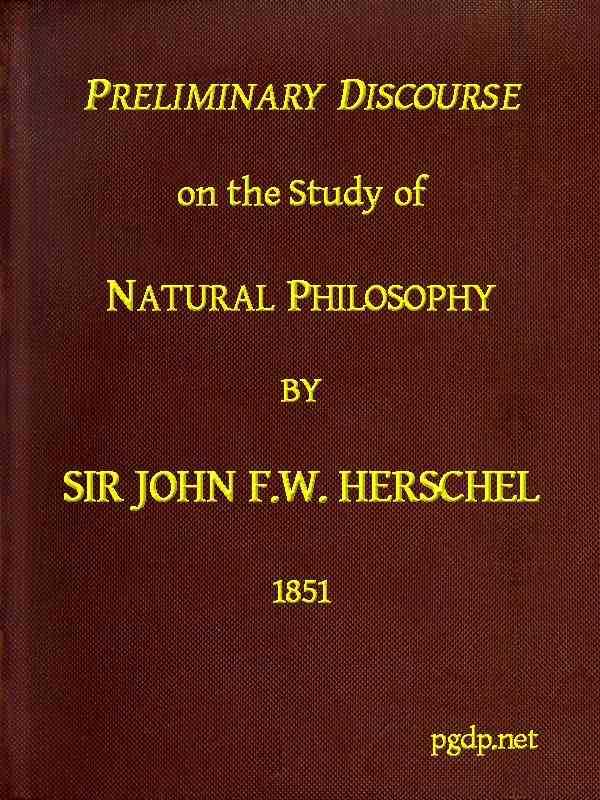 PRELIMINARY DISCOURSE
on the Study of
NATURAL PHILOSOPHY
BY
SIR JOHN F.W. HERSCHEL
1851
pgdp.net